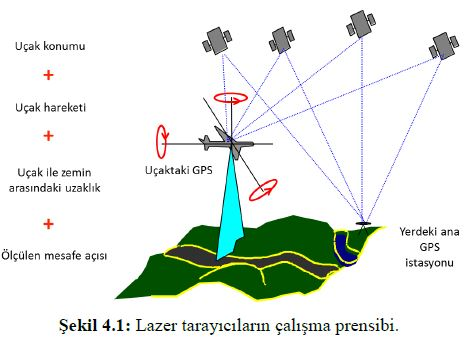 Uçak konumu
+
Uçak hareketi
+
Uçak ile zemin
arasındaki uzaklık
+
Ölçülen mesafe açısı
Uçaktaki GPS
Yerdeki ana
GPS
istasyonu
Şekil 4.1: Lazer tarayıcıların çalışma prensibi.